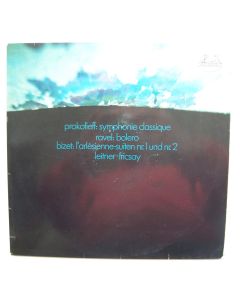 prokofieff: symphonie classique
ravel: bolero
bizet: l'arlésienne-suiten nr. 1 und nr. 2
leitner · fricsay